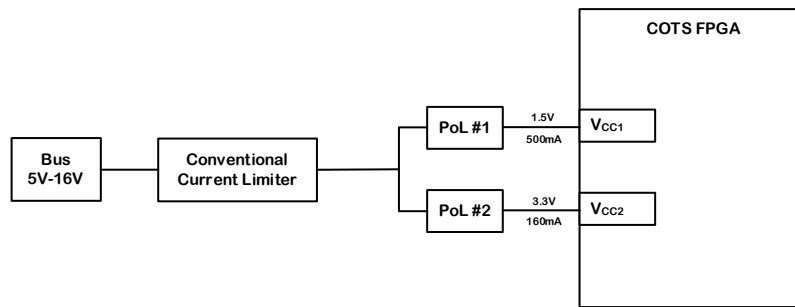 COTS FPGA
Bus
5V-16V
Conventional
Current Limiter
PoL #1
1.5V
500mA
VCC1
PoL #2
3.3V
160mA
VCC2